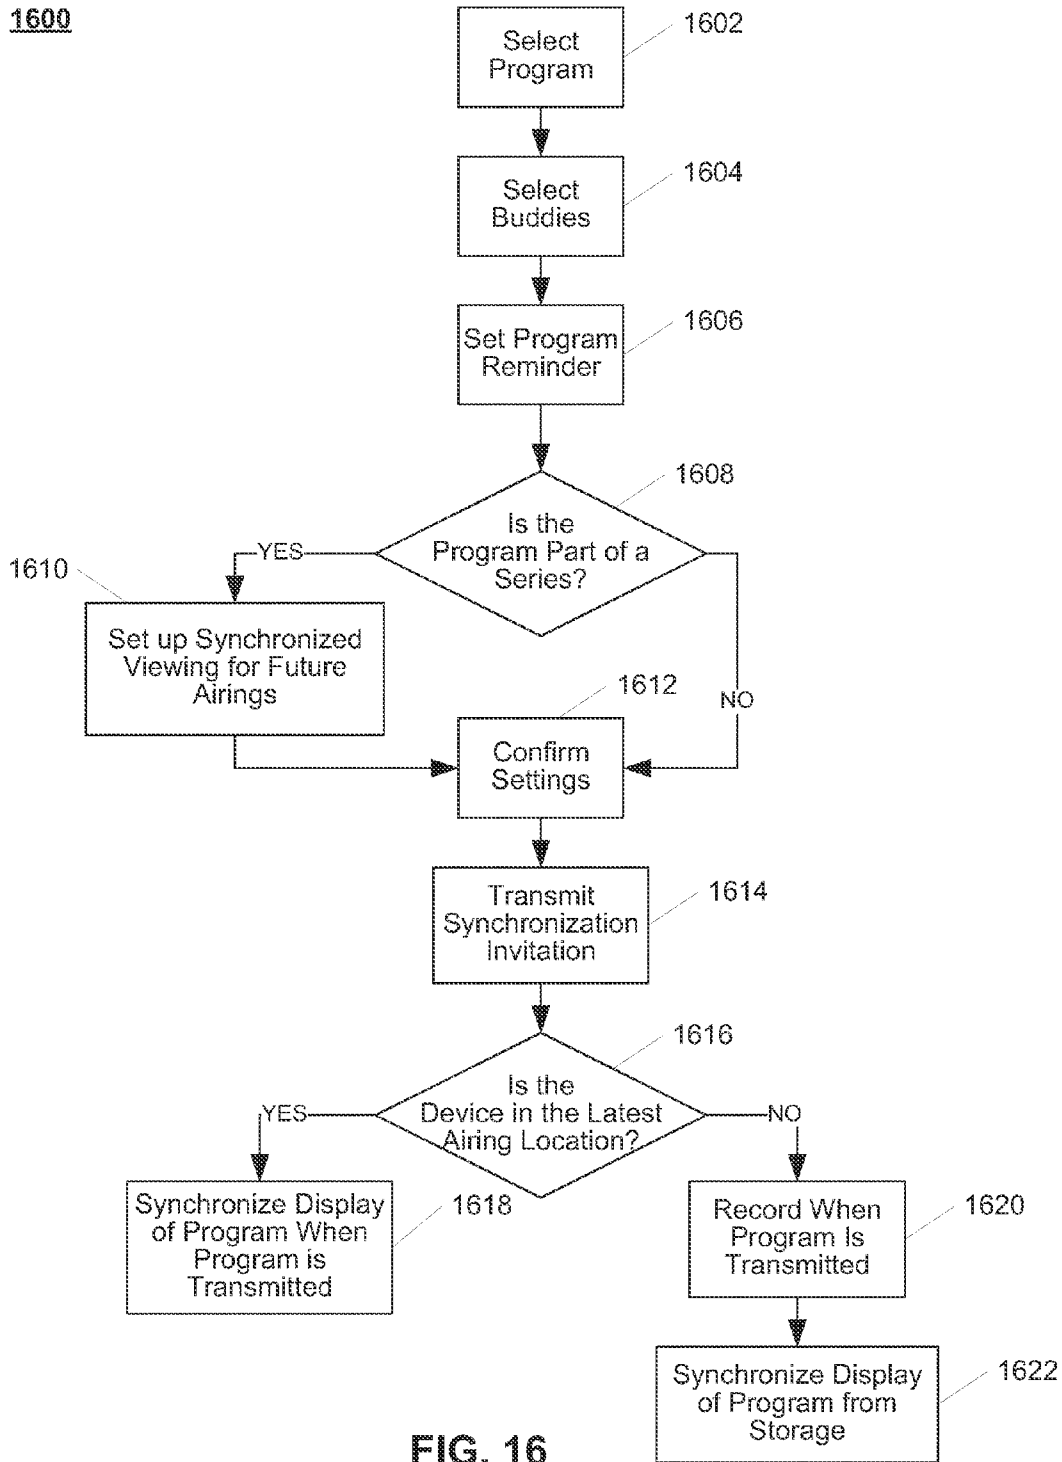 1600
Select
Program
1602
Select
Buddies
1604
Set Program
Reminder
1606
Is the
Program Part of a
Series?
1608
YES
NO
1610
Set up Synchronized
Viewing for Future
Airings
1612
Confirm
Settings
Transmit
Synchronization
Invitation
1614
Is the
Device in the Latest
Airing Location?
1616
YES
NO
Synchronize Display
of Program When
Program is
Transmitted
1618
Record When
Program Is
Transmitted
1620
Synchronize Display
of Program from
Storage
1622
FIG. 16